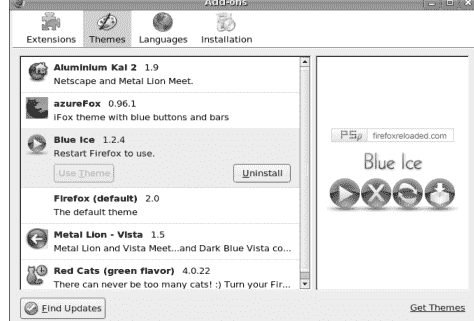 Add-ons
Extensions Themes Languages Installation
Aluminium Kai 2 1.9
Netscape and Metal Lion Meet.
azureFox 0.96.1
iFox theme with blue buttons and bars
Blue Ice 1.2.4
Restart Firefox to use.
Use Theme Uninstall
Firefox (default) 2.0
The default theme
Metal Lion - Vista 1.5
Metal Lion and Vista Meet...and Dark Blue Vista co...
Red Cats (green flavor) 4.0.22
There can never be too many cats! :) Turn your Fir...
firefoxreloaded.com
Blue Ice
Find Updates Get Themes